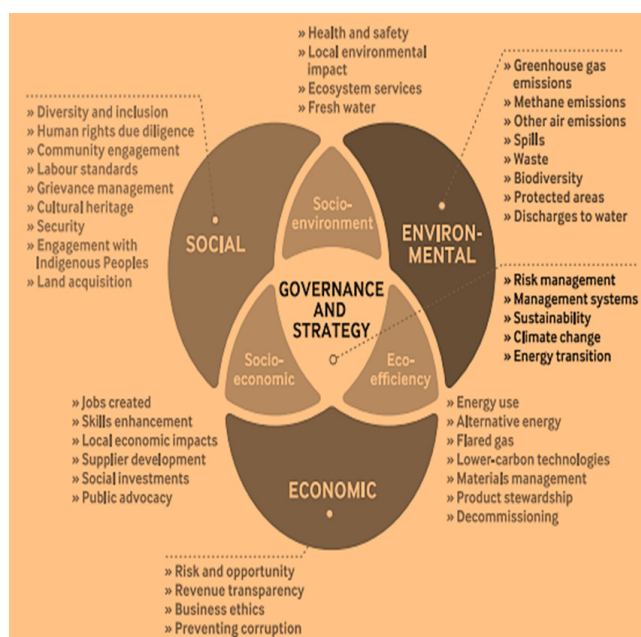 » Health and safety
» Local environmental
impact
» Ecosystem services
» Fresh water
» Greenhouse gas
emissions
» Methane emissions
» Other air emissions
» Spills
» Waste
» Biodiversity
» Protected areas
» Discharges to water
» Diversity and inclusion
» Human rights due diligence
» Community engagement
» Labour standards
» Grievance management
» Cultural heritage
» Security
» Engagement with
Indigenous Peoples
» Land acquisition
Socio-
environment
SOCIAL
ENVIRON-
MENTAL
GOVERNANCE
AND
STRATEGY
» Risk management
» Management systems
» Sustainability
» Climate change
» Energy transition
Socio-
economic
Eco-
efficiency
» Jobs created
» Skills enhancement
» Local economic impacts
» Supplier development
» Social investments
» Public advocacy
» Energy use
» Alternative energy
» Flared gas
» Lower-carbon technologies
» Materials management
» Product stewardship
» Decommissioning
ECONOMIC
» Risk and opportunity
» Revenue transparency
» Business ethics
» Preventing corruption